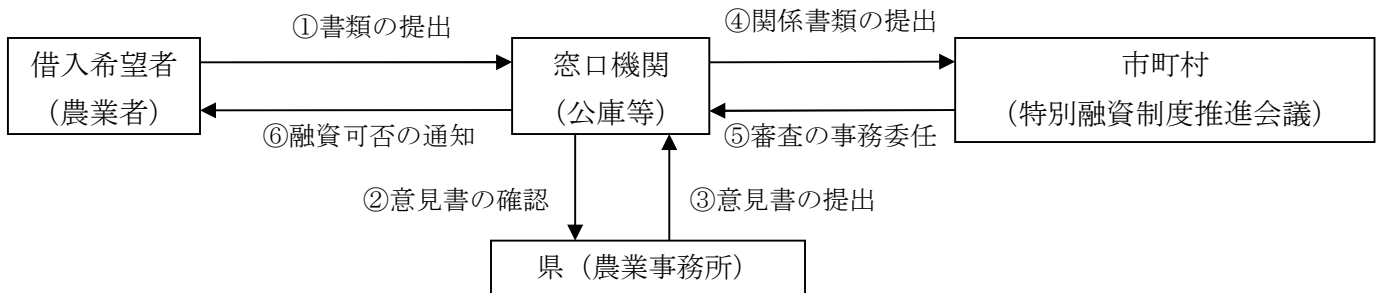 ①書類の提出
④関係書類の提出
借入希望者
（農業者）
窓口機関
（公庫等）
市町村
（特別融資制度推進会議）
⑥融資可否の通知
⑤審査の事務委任
②意見書の確認
③意見書の提出
県（農業事務所）